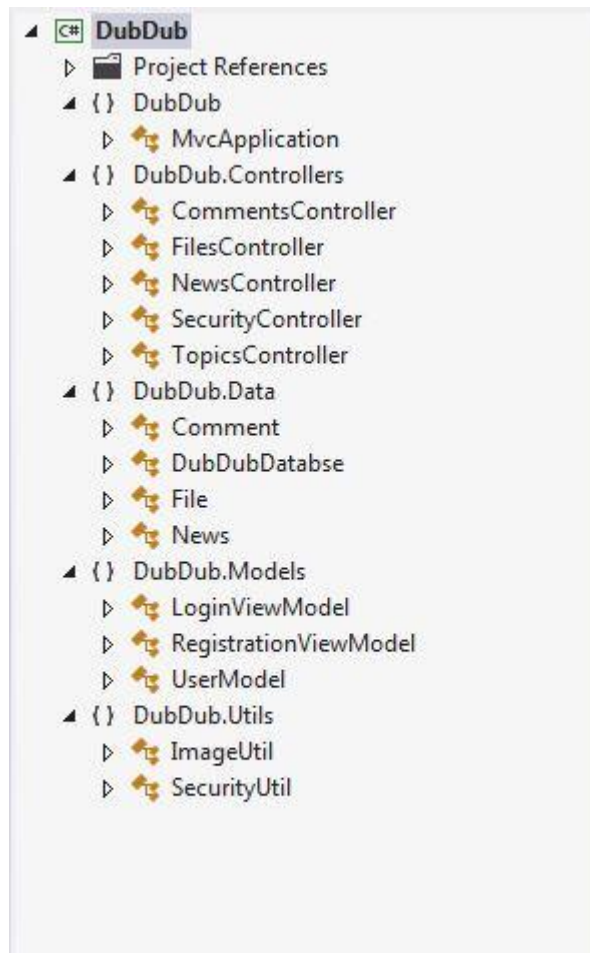 C# DubDub
Project References
{ } DubDub
MvcApplication
{ } DubDub.Controllers
CommentsController
FilesController
NewsController
SecurityController
TopicsController
{ } DubDub.Data
Comment
DubDubDatabse
File
News
{ } DubDub.Models
LoginViewModel
RegistrationViewModel
UserModel
{ } DubDub.Utils
ImageUtil
SecurityUtil